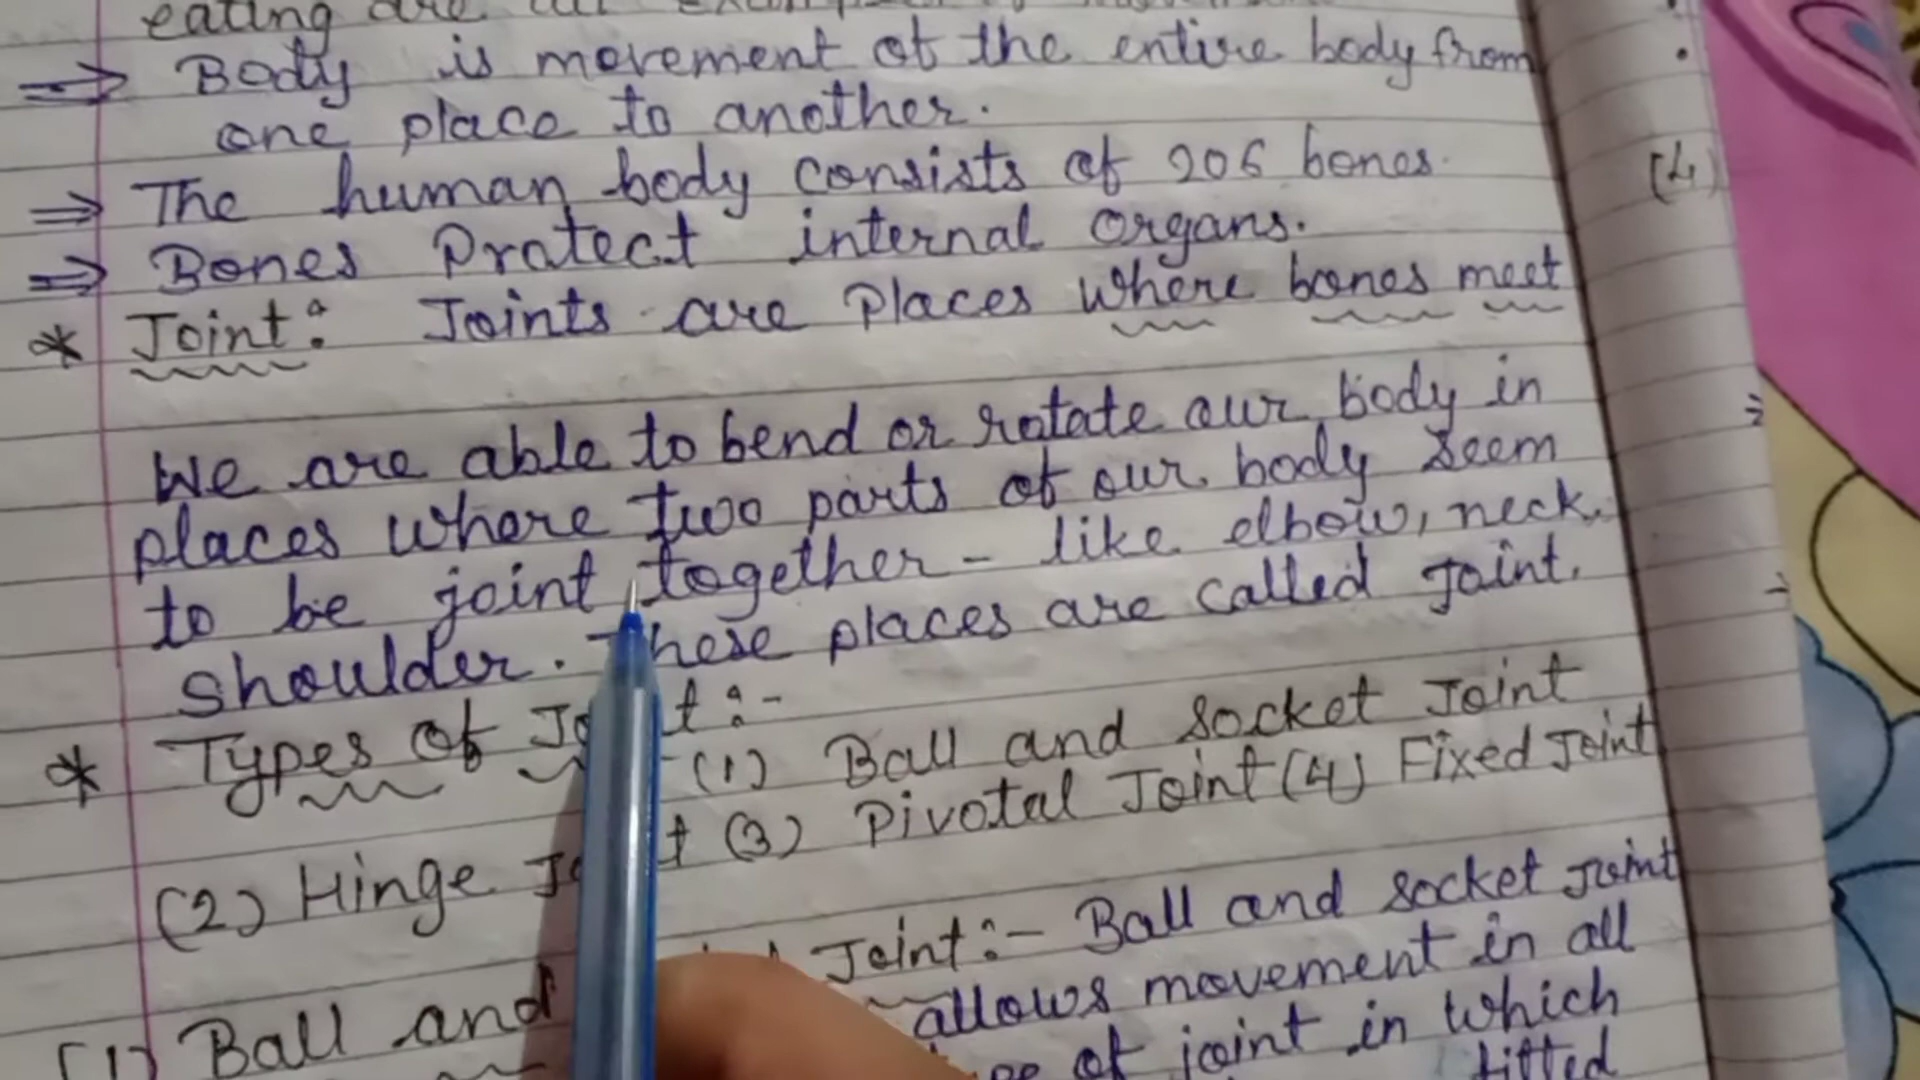 eating are all
⇒ Body is movement of the entire body from
one place to another.
⇒ The human body consists of 206 bones.
⇒ Bones Protect internal organs.
* Joint: Joints are Places where bones meet
We are able to bend or rotate our body in
places where two parts of our body seem
to be joint together - like elbow, neck,
shoulder. These places are called Joint.
* Types of Jo t :-
(1) Ball and Socket Joint
(2) Hinge Jo t (3) Pivotal Joint (4) Fixed Joint
(1) Ball and Joint :- Ball and Socket Joint
allows movement in all
of joint in which
fitted
(4)